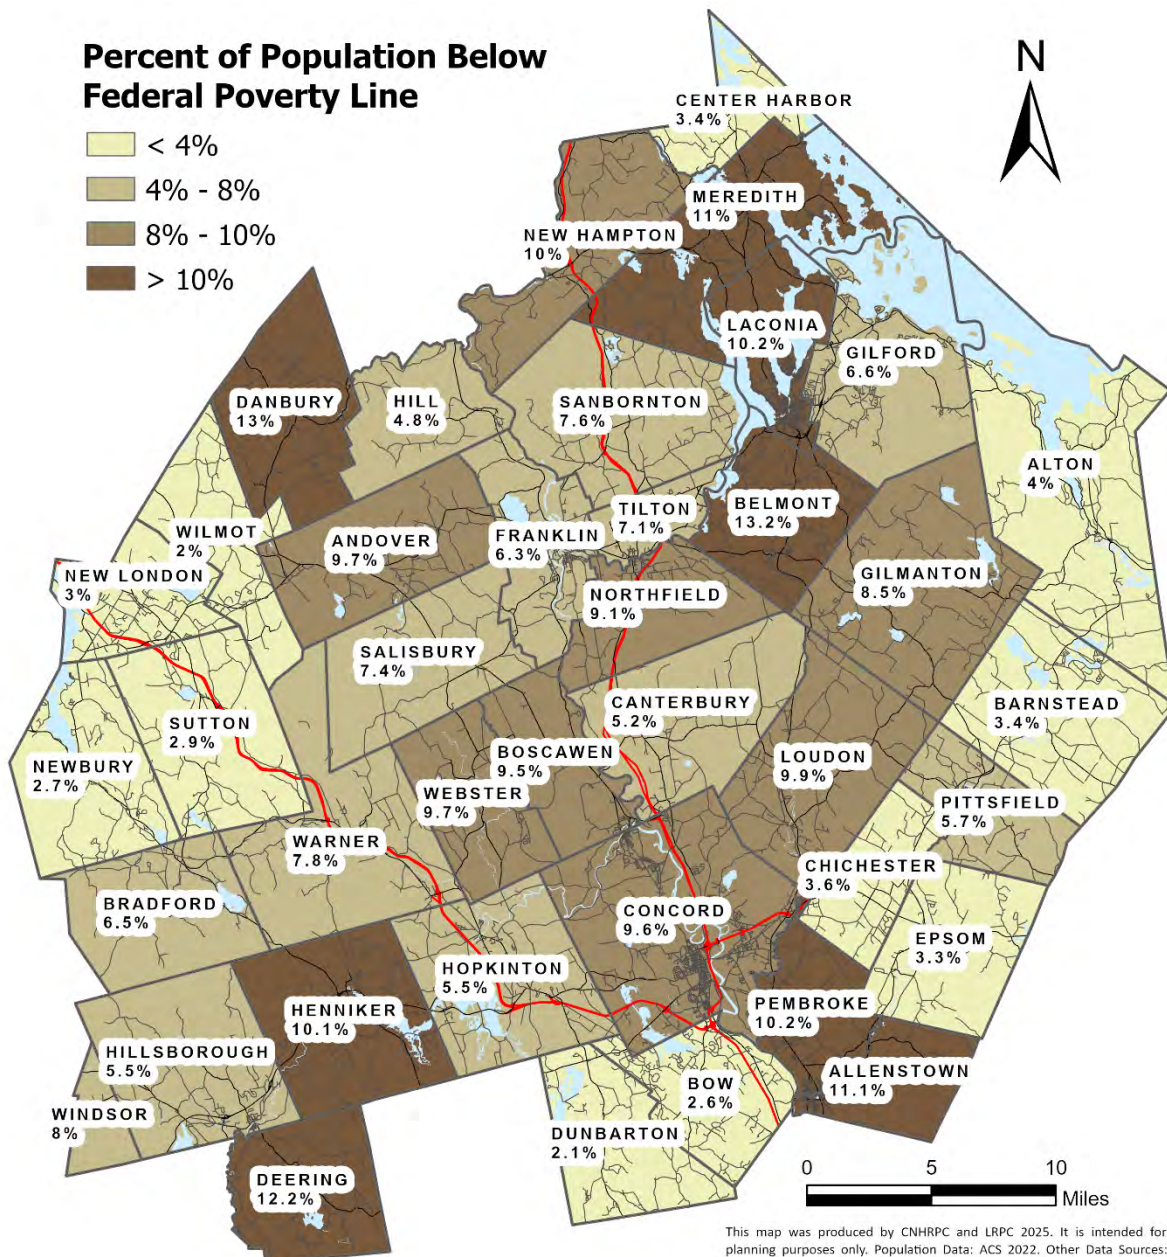 Percent of Population Below
Federal Poverty Line
< 4%
4% - 8%
8% - 10%
> 10%
N
CENTER HARBOR
3.4%
MEREDITH
11%
NEW HAMPTON
10%
LACONIA
10.2%
GILFORD
6.6%
DANBURY
13%
HILL
4.8%
SANBORNTON
7.6%
ALTON
4%
TILTON
7.1%
BELMONT
13.2%
WILMOT
2%
ANDOVER
9.7%
FRANKLIN
6.3%
NEW LONDON
3%
NORTHFIELD
9.1%
GILMANTON
8.5%
SALISBURY
7.4%
SUTTON
2.9%
CANTERBURY
5.2%
BARNSTEAD
3.4%
NEWBURY
2.7%
BOSCAWEN
9.5%
LOUDON
9.9%
WEBSTER
9.7%
PITTSFIELD
5.7%
WARNER
7.8%
CHICHESTER
3.6%
BRADFORD
6.5%
CONCORD
9.6%
EPSOM
3.3%
HOPKINTON
5.5%
HENNIKER
10.1%
PEMBROKE
10.2%
HILLSBOROUGH
5.5%
ALLENSTOWN
11.1%
BOW
2.6%
WINDSOR
8%
DUNBARTON
2.1%
DEERING
12.2%
0 5 10
Miles
This map was produced by CNHRPC and LRPC 2025. It is intended for
planning purposes only. Population Data: ACS 2022. Other Data Sources: